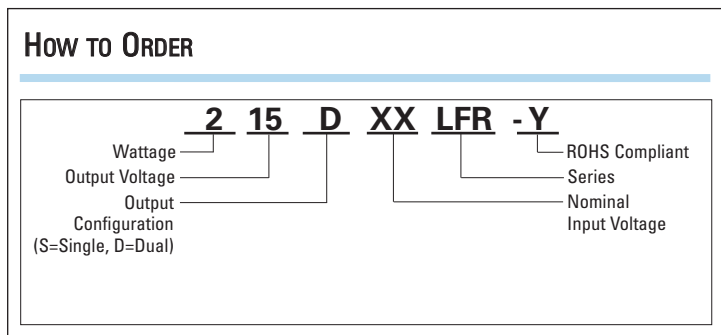 HOW TO ORDER
2 15 D XX LFR - Y
Wattage
Output Voltage
Output
Configuration
(S=Single, D=Dual)
ROHS Compliant
Series
Nominal
Input Voltage